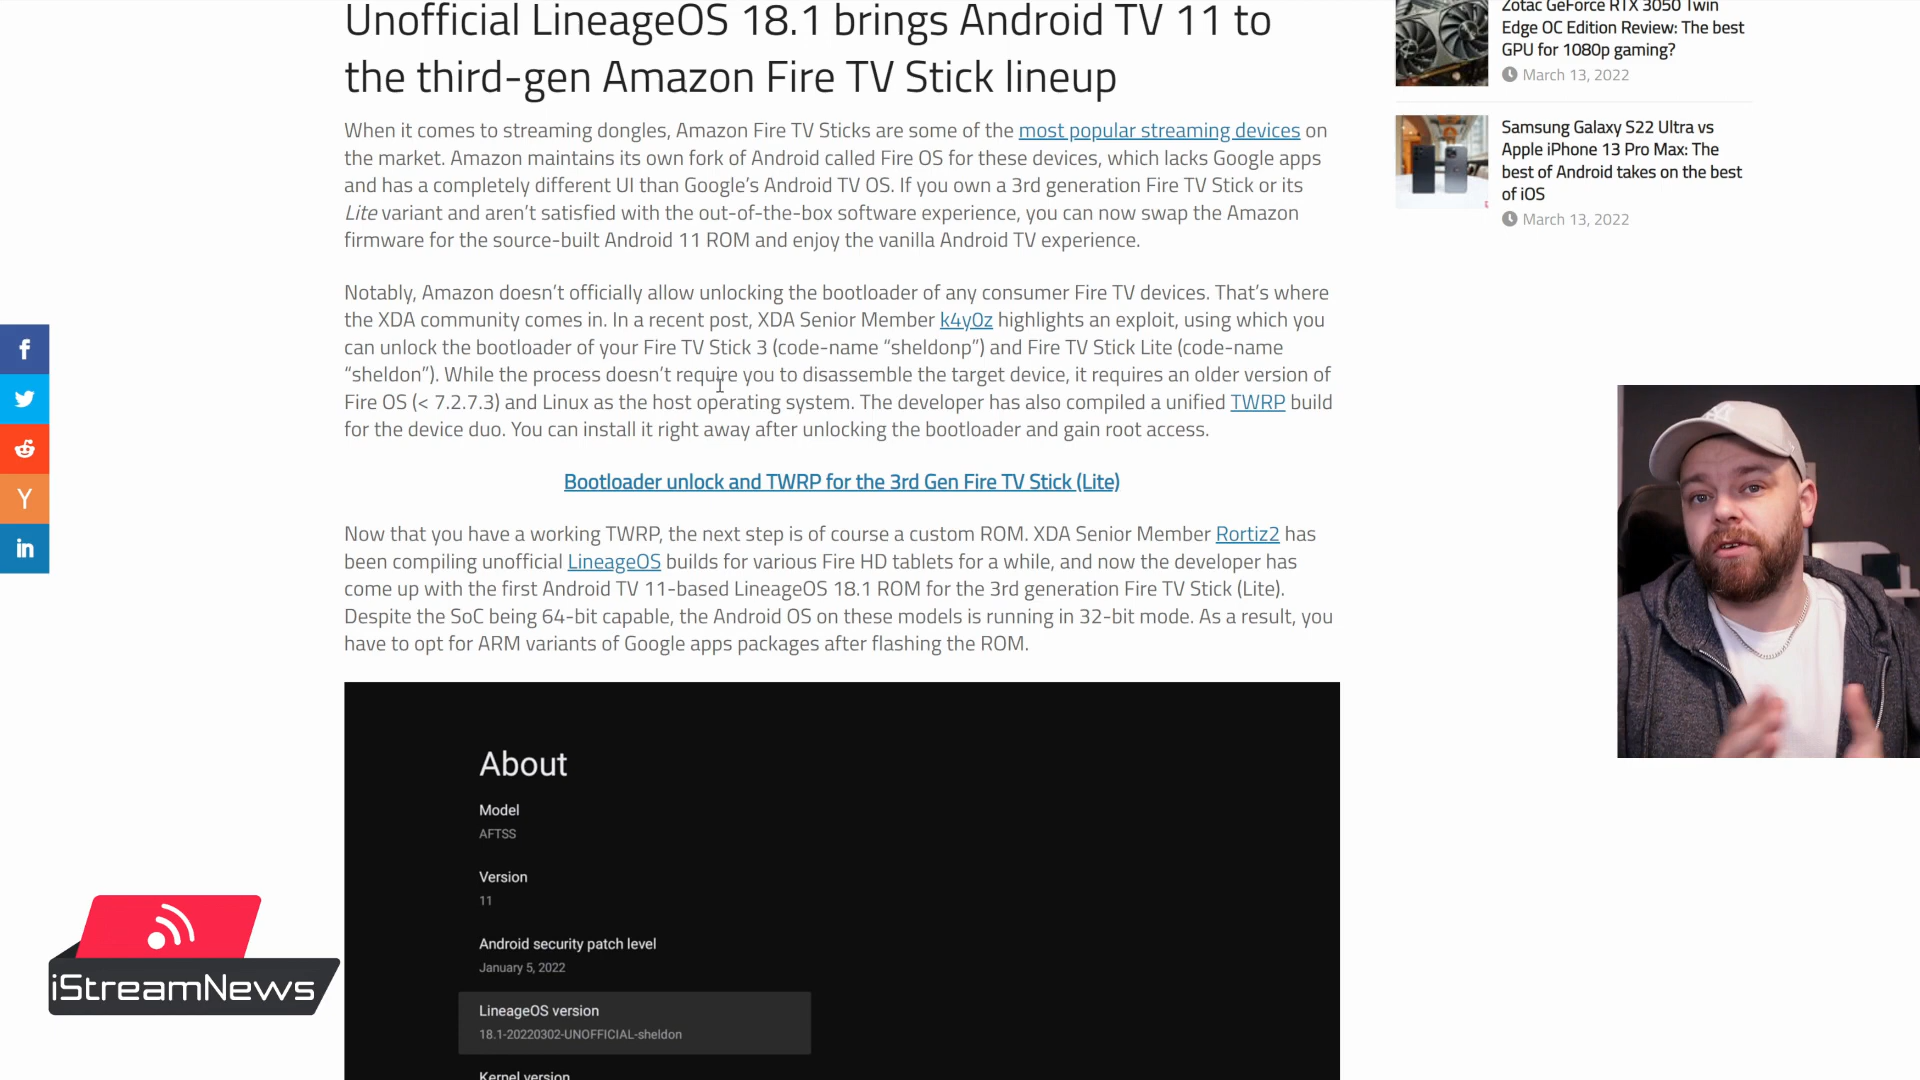 Unofficial LineageOS 18.1 brings Android TV 11 to
the third-gen Amazon Fire TV Stick lineup
When it comes to streaming dongles, Amazon Fire TV Sticks are some of the most popular streaming devices on
the market. Amazon maintains its own fork of Android called Fire OS for these devices, which lacks Google apps
and has a completely different UI than Google's Android TV OS. If you own a 3rd generation Fire TV Stick or its
Lite variant and aren't satisfied with the out-of-the-box software experience, you can now swap the Amazon
firmware for the source-built Android 11 ROM and enjoy the vanilla Android TV experience.
Notably, Amazon doesn't officially allow unlocking the bootloader of any consumer Fire TV devices. That's where
the XDA community comes in. In a recent post, XDA Senior Member k4y0z highlights an exploit, using which you
can unlock the bootloader of your Fire TV Stick 3 (code-name “sheldonp”) and Fire TV Stick Lite (code-name
“sheldon”). While the process doesn't require you to disassemble the target device, it requires an older version of
Fire OS (< 7.2.7.3) and Linux as the host operating system. The developer has also compiled a unified TWRP build
for the device duo. You can install it right away after unlocking the bootloader and gain root access.
Bootloader unlock and TWRP for the 3rd Gen Fire TV Stick (Lite)
Now that you have a working TWRP, the next step is of course a custom ROM. XDA Senior Member Rortiz2 has
been compiling unofficial LineageOS builds for various Fire HD tablets for a while, and now the developer has
come up with the first Android TV 11-based LineageOS 18.1 ROM for the 3rd generation Fire TV Stick (Lite).
Despite the SoC being 64-bit capable, the Android OS on these models is running in 32-bit mode. As a result, you
have to opt for ARM variants of Google apps packages after flashing the ROM.
About
Model
AFTSS
Version
11
Android security patch level
January 5, 2022
LineageOS version
18.1-20220302-UNOFFICIAL-sheldon
Kernel version
Zotac GeForce RTX 3050 Twin
Edge OC Edition Review: The best
GPU for 1080p gaming?
March 13, 2022
Samsung Galaxy S22 Ultra vs
Apple iPhone 13 Pro Max: The
best of Android takes on the best
of iOS
March 13, 2022
f
Y
in
iStreamNews